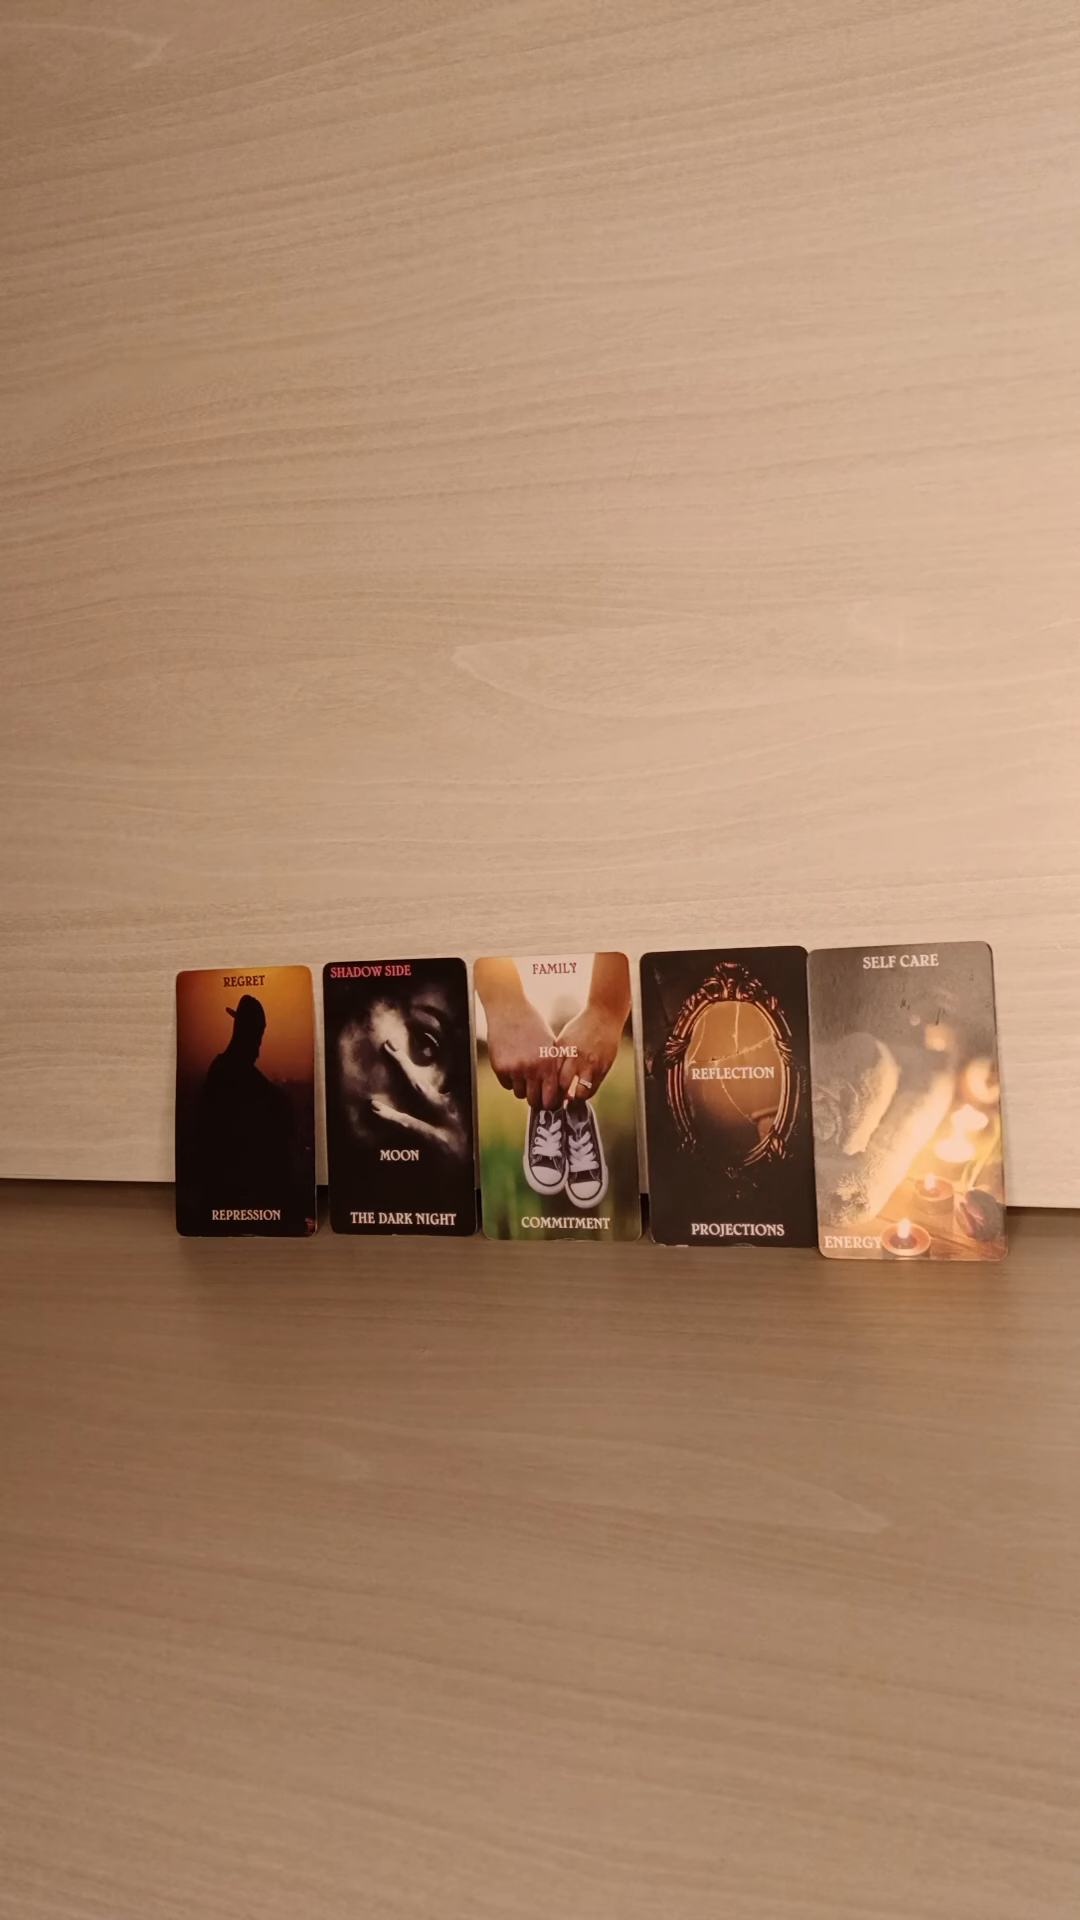 REGRET
REPRESSION
SHADOW SIDE
MOON
THE DARK NIGHT
FAMILY
HOME
COMMITMENT
REFLECTION
PROJECTIONS
SELF CARE
ENERGY